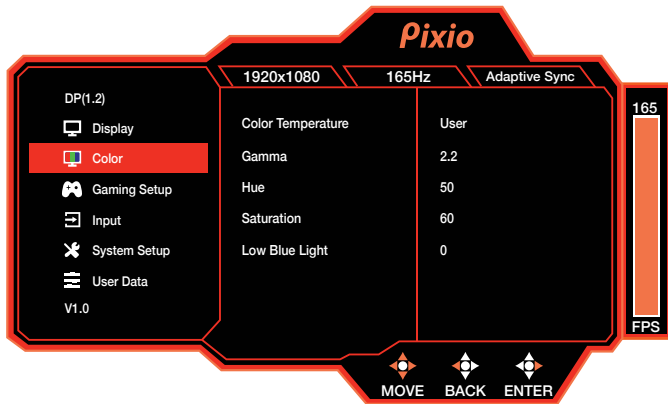 Pixio
1920x1080 165Hz Adaptive Sync
DP(1.2)
Display
Color
Gaming Setup
Input
System Setup
User Data
V1.0
Color Temperature User
Gamma 2.2
Hue 50
Saturation 60
Low Blue Light 0
165
FPS
MOVE BACK ENTER